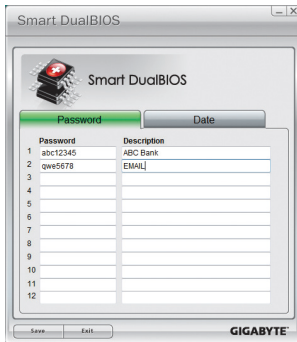 Smart DualBIOS
Smart DualBIOS
Password Date
Password Description
1 abc12345 ABC Bank
2 qwe5678 EMAIL
3
4
5
6
7
8
9
10
11
12
Save Exit GIGABYTE™